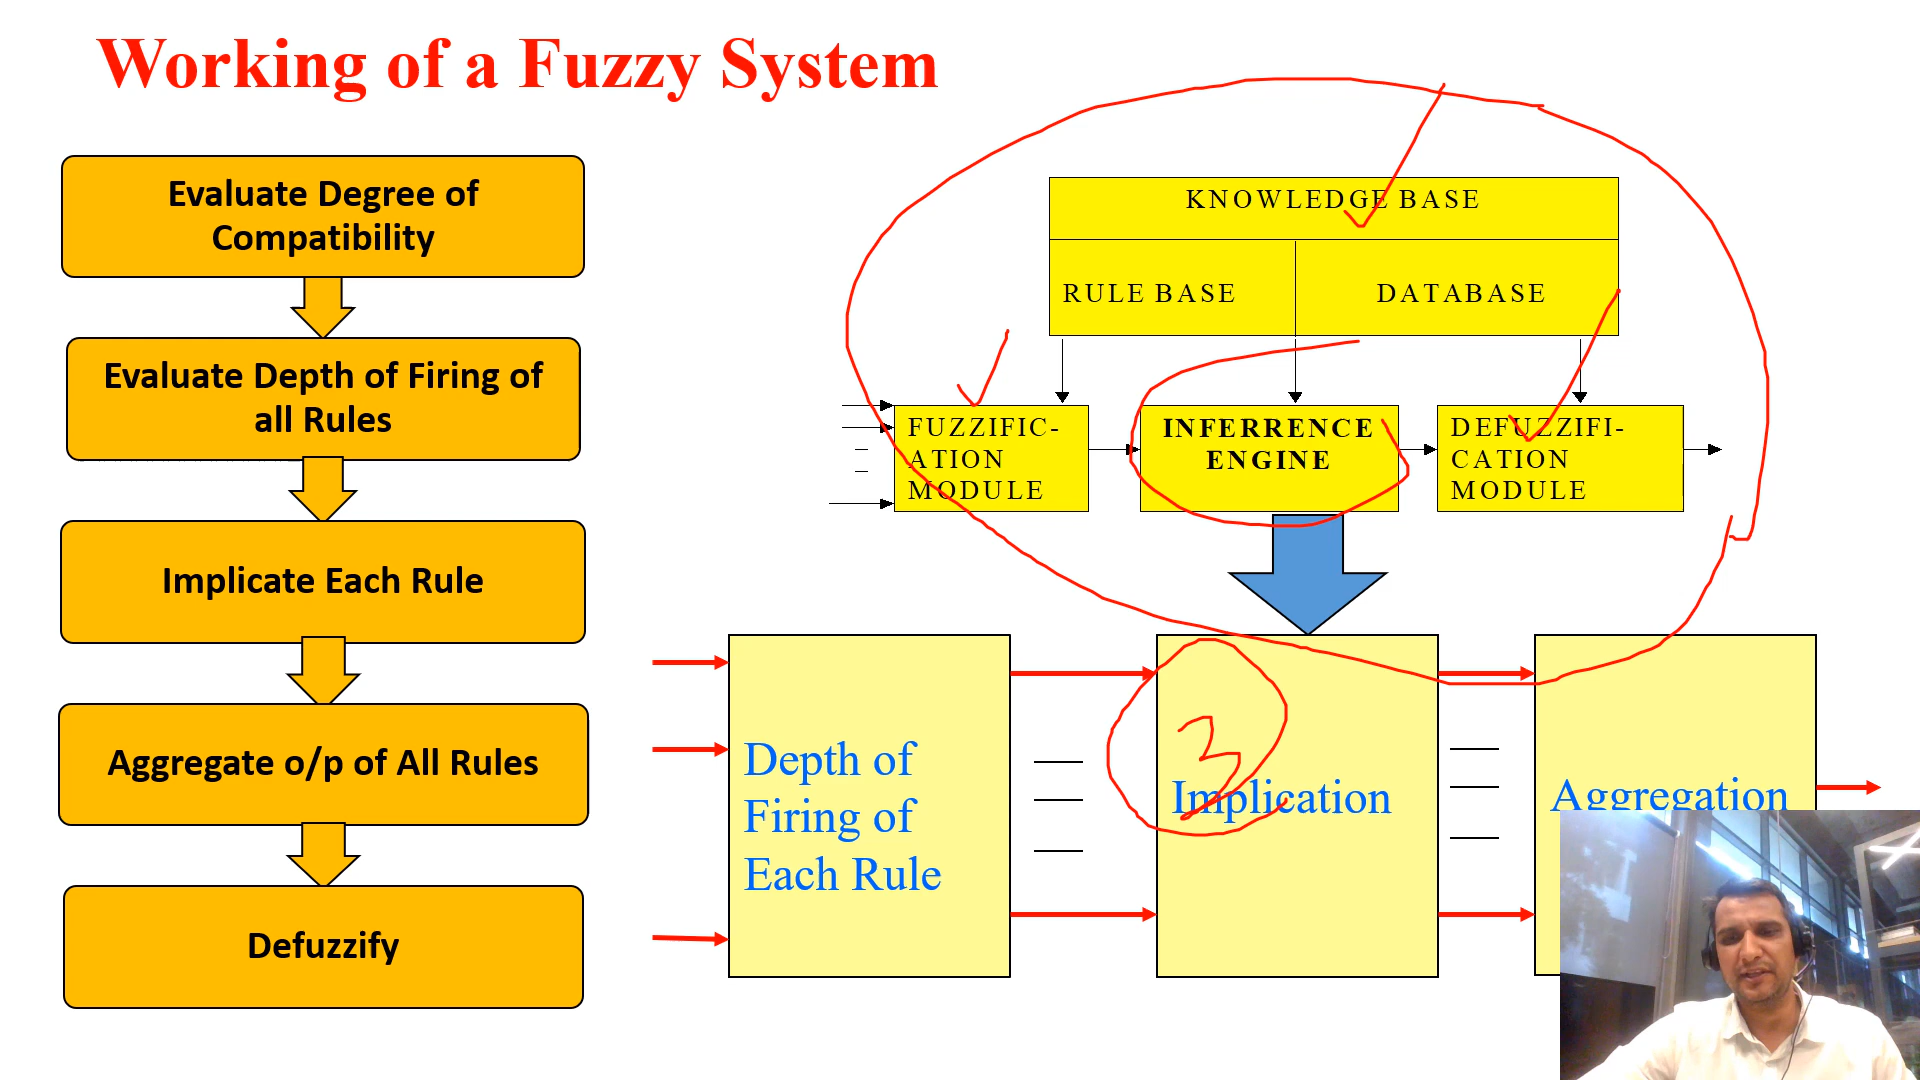 Working of a Fuzzy System
Evaluate Degree of
Compatibility
Evaluate Depth of Firing of
all Rules
Implicate Each Rule
Aggregate o/p of All Rules
Defuzzify
KNOWLEDGE BASE
RULE BASE
DATABASE
FUZZIFIC-
ATION
MODULE
INFERRENCE
ENGINE
DEFUZZIFI-
CATION
MODULE
Depth of
Firing of
Each Rule
3
Implication
Aggregation